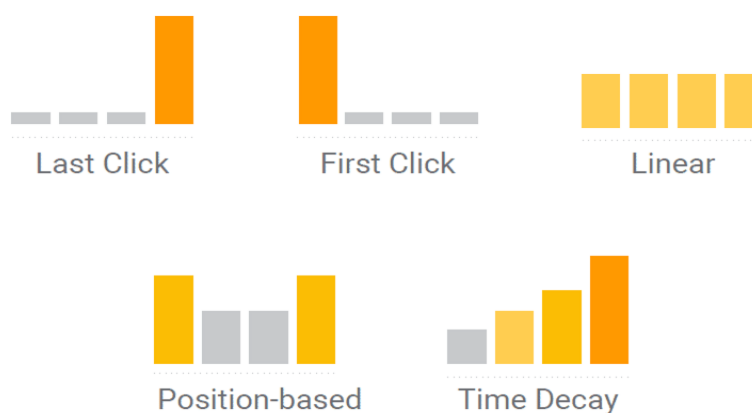 Last Click
First Click
Linear
Position-based
Time Decay